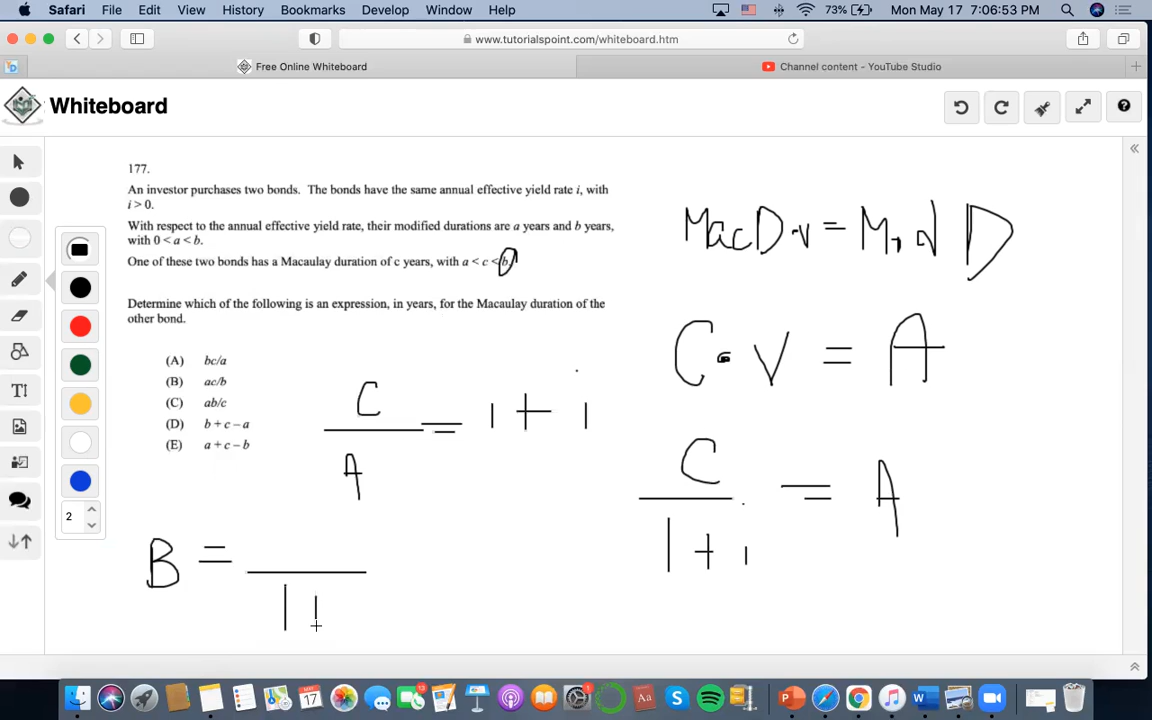 Safari File Edit View History Bookmarks Develop Window Help 73% Mon May 17 7:06:53 PM
www.tutorialspoint.com/whiteboard.htm
Free Online Whiteboard Channel content - YouTube Studio
Whiteboard
177.
An investor purchases two bonds. The bonds have the same annual effective yield rate i, with
i > 0.
With respect to the annual effective yield rate, their modified durations are a years and b years,
with 0 < a < b.
One of these two bonds has a Macaulay duration of c years, with a < c < b.
Determine which of the following is an expression, in years, for the Macaulay duration of the
other bond.
(A) bc/a
(B) ac/b
(C) ab/c
(D) b + c – a
(E) a + c – b
MacD · v = Mod D
C · V = A
C
A
= 1 + i
C
1 + i
= A
B =
1
2